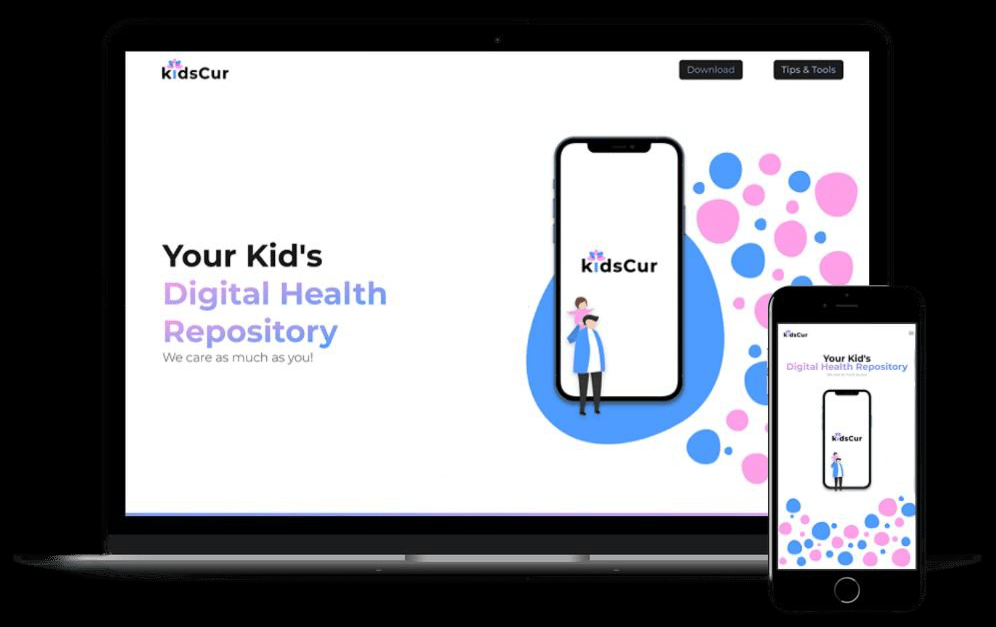 kidsCur
Download
Tips & Tools
Your Kid's
Digital Health
Repository
We care as much as you!
kidsCur
kidsCur
Your Kid's
Digital Health Repository
kidsCur